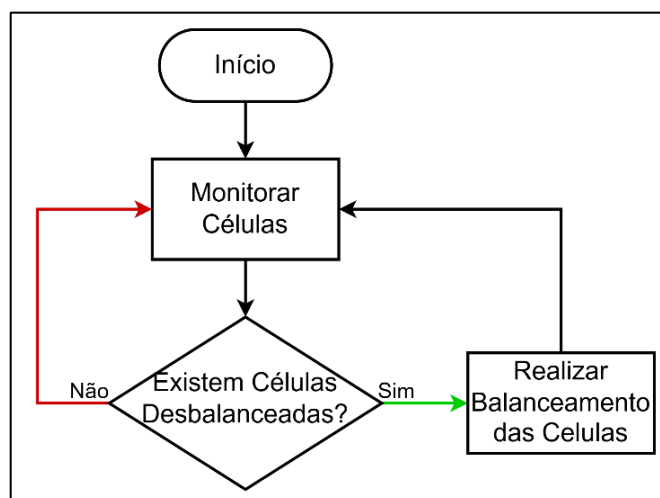 Início
Monitorar
Células
Existem Células
Desbalanceadas?
Não
Sim
Realizar
Balanceamento
das Celulas